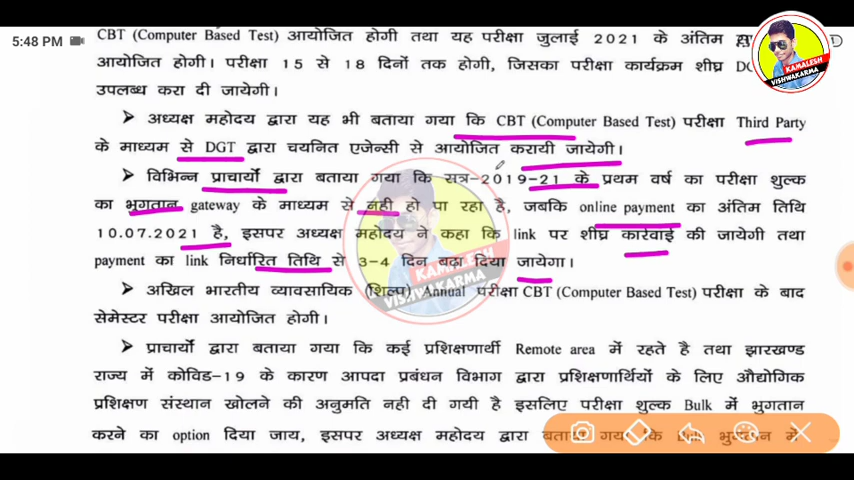 5:48 PM
CBT (Computer Based Test) आयोजित होगी तथा यह परीक्षा जुलाई 2021 के अंतिम
आयोजित होगी। परीक्षा 15 से 18 दिनों तक होगी, जिसका परीक्षा कार्यक्रम शीघ्र
उपलब्ध करा दी जायेगी।
KAMALESH
VISHWAKARMA
➤ अध्यक्ष महोदय द्वारा यह भी बताया गया कि CBT (Computer Based Test) परीक्षा Third Party
के माध्यम से DGT द्वारा चयनित एजेन्सी से आयोजित करायी जायेगी।
➤ विभिन्न प्राचार्यो द्वारा बताया गया कि सत्र-2019-21 के प्रथम वर्ष का परीक्षा शुल्क
का भुगतान gateway के माध्यम से नही हो पा रहा है, जबकि online payment का अंतिम तिथि
10.07.2021 है, इसपर अध्यक्ष महोदय ने कहा कि link पर शीघ्र कार्रवाई की जायेगी तथा
payment का link निर्धारित तिथि से 3-4 दिन बढ़ा दिया जायेगा।
KAMALESH
VISHWAKARMA
➤ अखिल भारतीय व्यावसायिक (शिल्प) Annual परीक्षा CBT (Computer Based Test) परीक्षा के बाद
सेमेस्टर परीक्षा आयोजित होगी।
➤ प्राचार्यो द्वारा बताया गया कि कई प्रशिक्षणार्थी Remote area में रहते है तथा झारखण्ड
राज्य में कोविड-19 के कारण आपदा प्रबंधन विभाग द्वारा प्रशिक्षणार्थियों के लिए औद्योगिक
प्रशिक्षण संस्थान खोलने की अनुमति नही दी गयी है इसलिए परीक्षा शुल्क Bulk में भुगतान
करने का option दिया जाय, इसपर अध्यक्ष महोदय द्वारा बताया गया कि भुगतान में